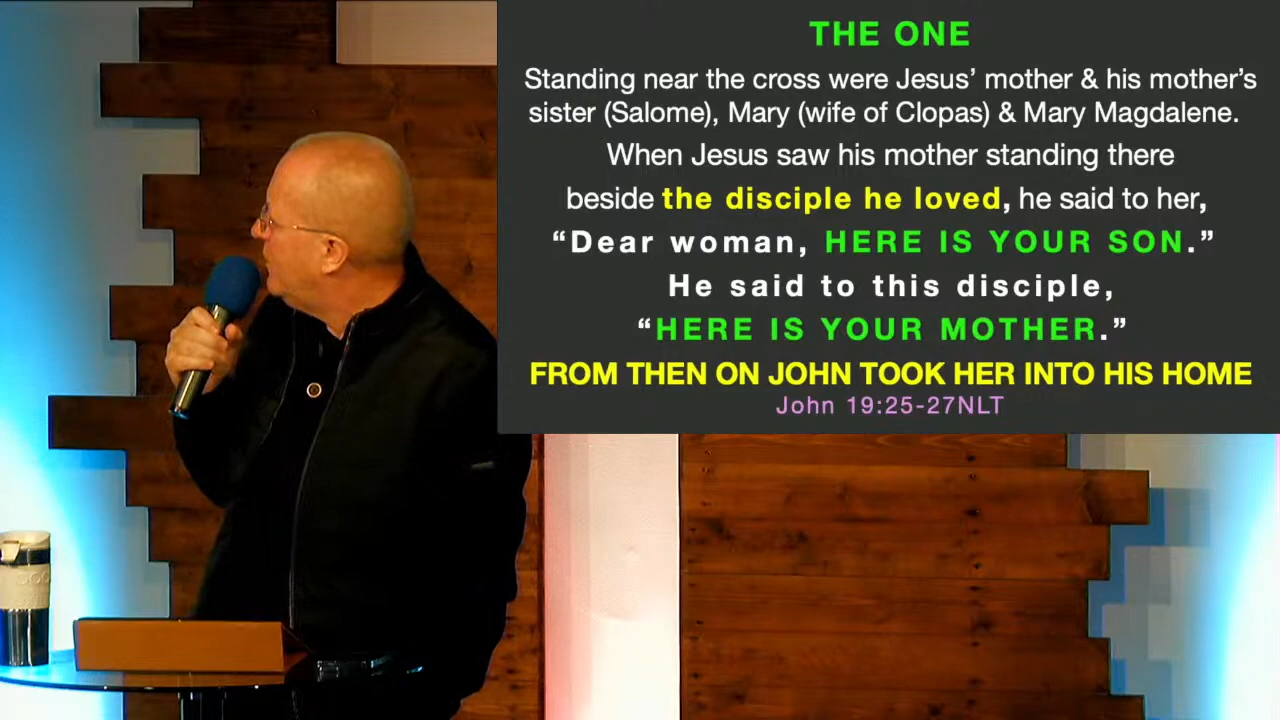 THE ONE
Standing near the cross were Jesus’ mother & his mother’s
sister (Salome), Mary (wife of Clopas) & Mary Magdalene.
When Jesus saw his mother standing there
beside the disciple he loved, he said to her,
“Dear woman, HERE IS YOUR SON.”
He said to this disciple,
“HERE IS YOUR MOTHER.”
FROM THEN ON JOHN TOOK HER INTO HIS HOME
John 19:25-27NLT